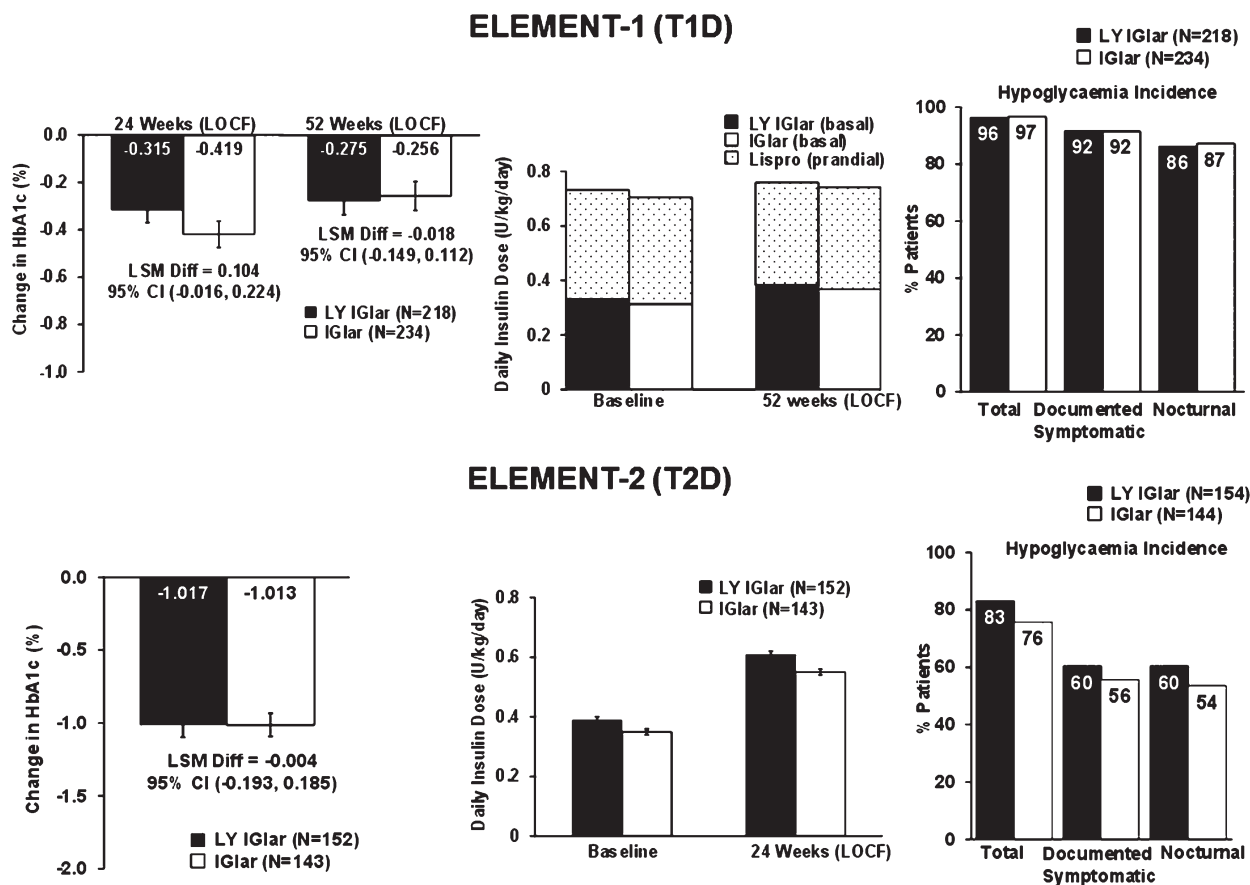 ELEMENT-1 (T1D)
24 Weeks (LOCF)
52 Weeks (LOCF)
Change in HbA1c (%)
0.0
-0.2
-0.4
-0.6
-0.8
-1.0
-0.315
-0.419
-0.275
-0.256
LSM Diff = 0.104
95% CI (-0.016, 0.224)
LSM Diff = -0.018
95% CI (-0.149, 0.112)
LY IGlar (N=218)
IGlar (N=234)
LY IGlar (basal)
IGlar (basal)
Lispro (prandial)
Daily Insulin Dose (U/kg/day)
0.8
0.6
0.4
0.2
0
Baseline
52 weeks (LOCF)
LY IGlar (N=218)
IGlar (N=234)
Hypoglycaemia Incidence
% Patients
100
80
60
40
20
0
96
97
92
92
86
87
Total
Documented
Symptomatic
Nocturnal
ELEMENT-2 (T2D)
Change in HbA1c (%)
0.0
-0.5
-1.0
-1.5
-2.0
-1.017
-1.013
LSM Diff = -0.004
95% CI (-0.193, 0.185)
LY IGlar (N=152)
IGlar (N=143)
LY IGlar (N=152)
IGlar (N=143)
Daily Insulin Dose (U/kg/day)
0.8
0.6
0.4
0.2
0
Baseline
24 Weeks (LOCF)
LY IGlar (N=154)
IGlar (N=144)
Hypoglycaemia Incidence
% Patients
100
80
60
40
20
0
83
76
60
56
60
54
Total
Documented
Symptomatic
Nocturnal